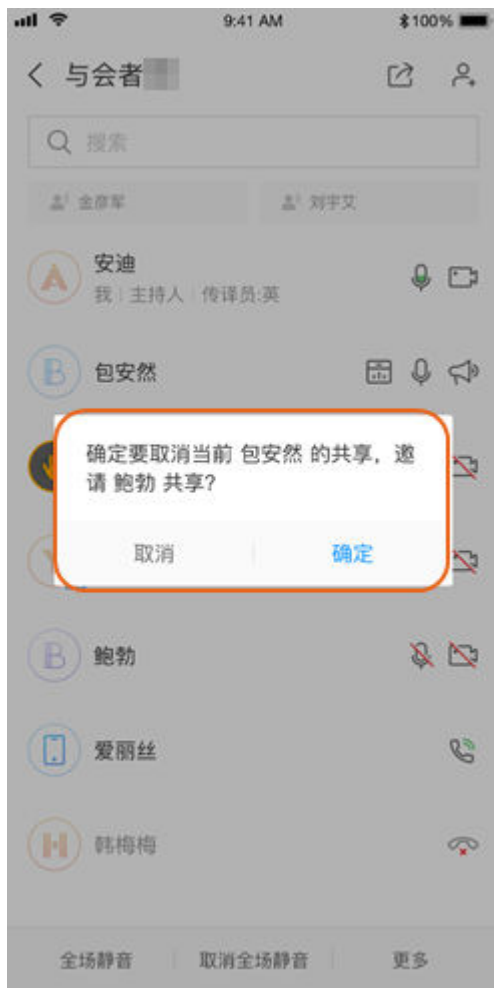 9:41 AM
100%
与会者
搜索
金彦军
刘宇艾
安迪
我 | 主持人 | 传译员:英
包安然
确定要取消当前 包安然 的共享，邀
请 鲍勃 共享?
取消
确定
鲍勃
爱丽丝
韩梅梅
全场静音
取消全场静音
更多